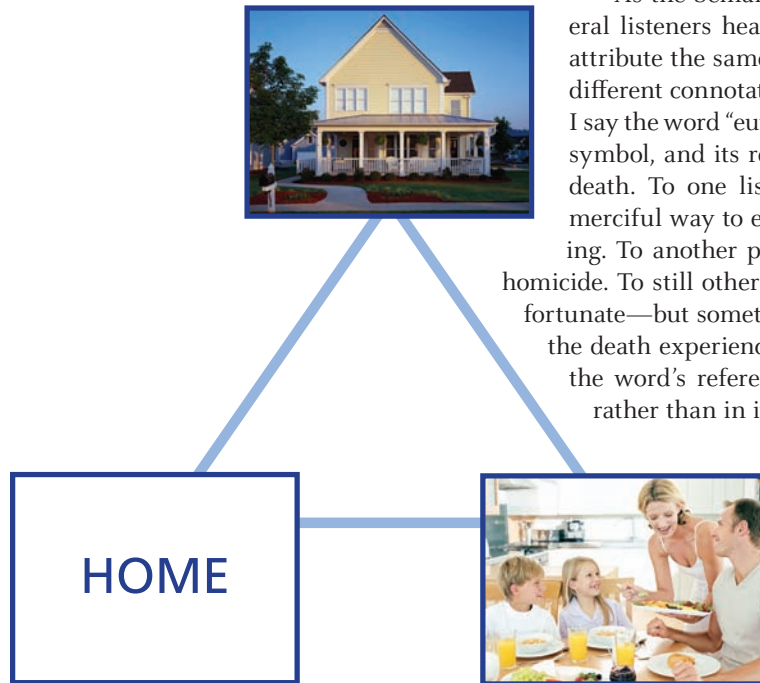 As the
eral listeners hea
attribute the same
different connotat
I say the word “eu
symbol, and its re
death. To one lis
merciful way to e
ing. To another p
homicide. To still other
fortunate—but somet
the death experienc
the word’s refere
rather than in i
HOME